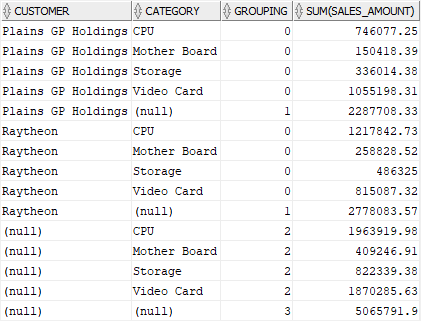 CUSTOMER CATEGORY GROUPING SUM(SALES_AMOUNT)
Plains GP Holdings CPU 0 746077.25
Plains GP Holdings Mother Board 0 150418.39
Plains GP Holdings Storage 0 336014.38
Plains GP Holdings Video Card 0 1055198.31
Plains GP Holdings (null) 1 2287708.33
Raytheon CPU 0 1217842.73
Raytheon Mother Board 0 258828.52
Raytheon Storage 0 486325
Raytheon Video Card 0 815087.32
Raytheon (null) 1 2778083.57
(null) CPU 2 1963919.98
(null) Mother Board 2 409246.91
(null) Storage 2 822339.38
(null) Video Card 2 1870285.63
(null) (null) 3 5065791.9